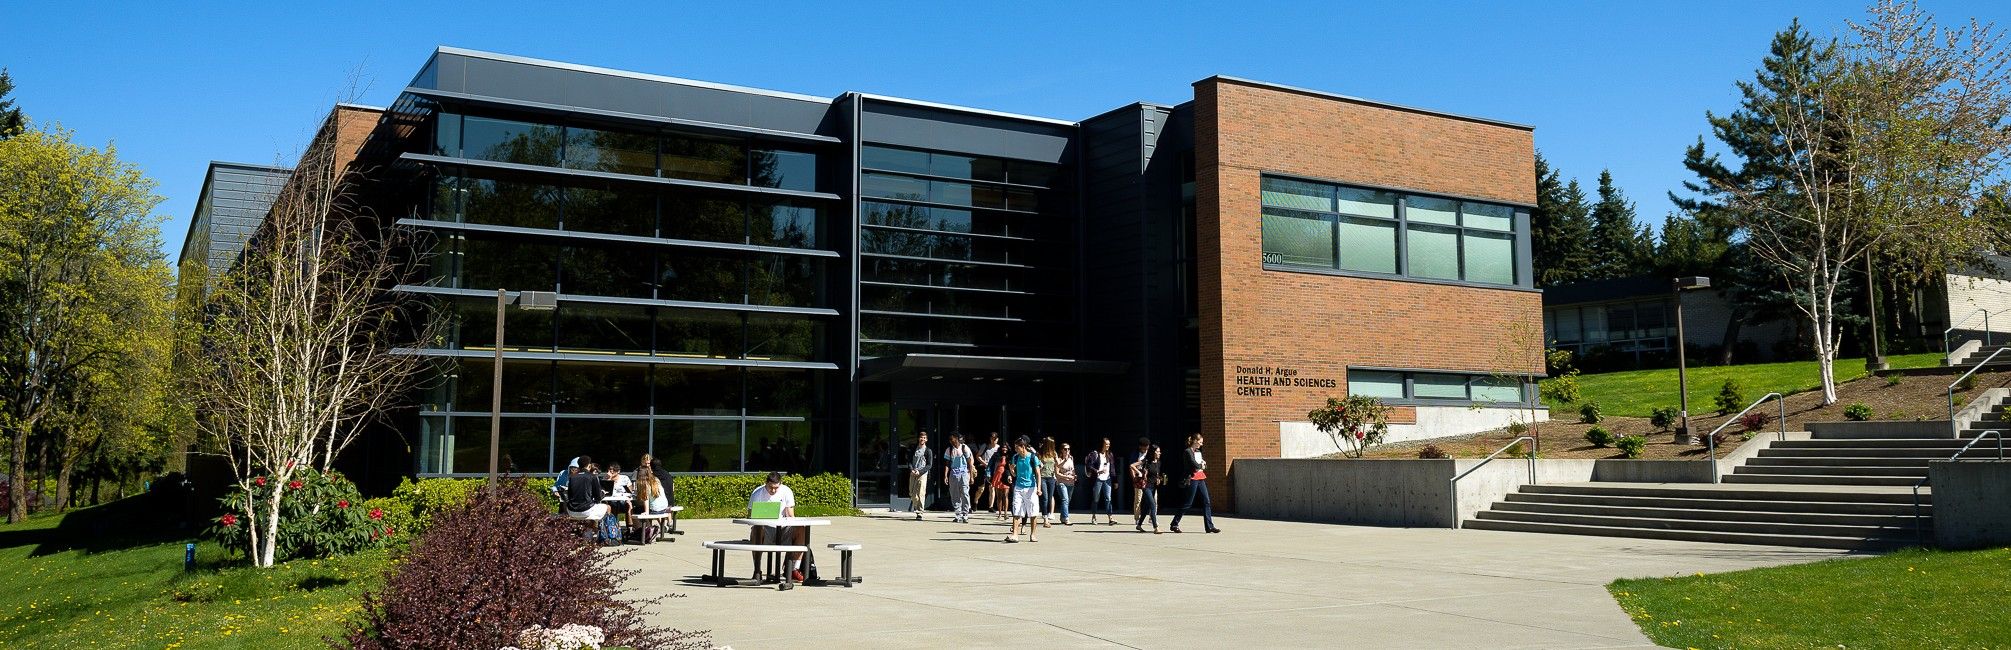 5600
Donald H. Argue
HEALTH AND SCIENCES
CENTER